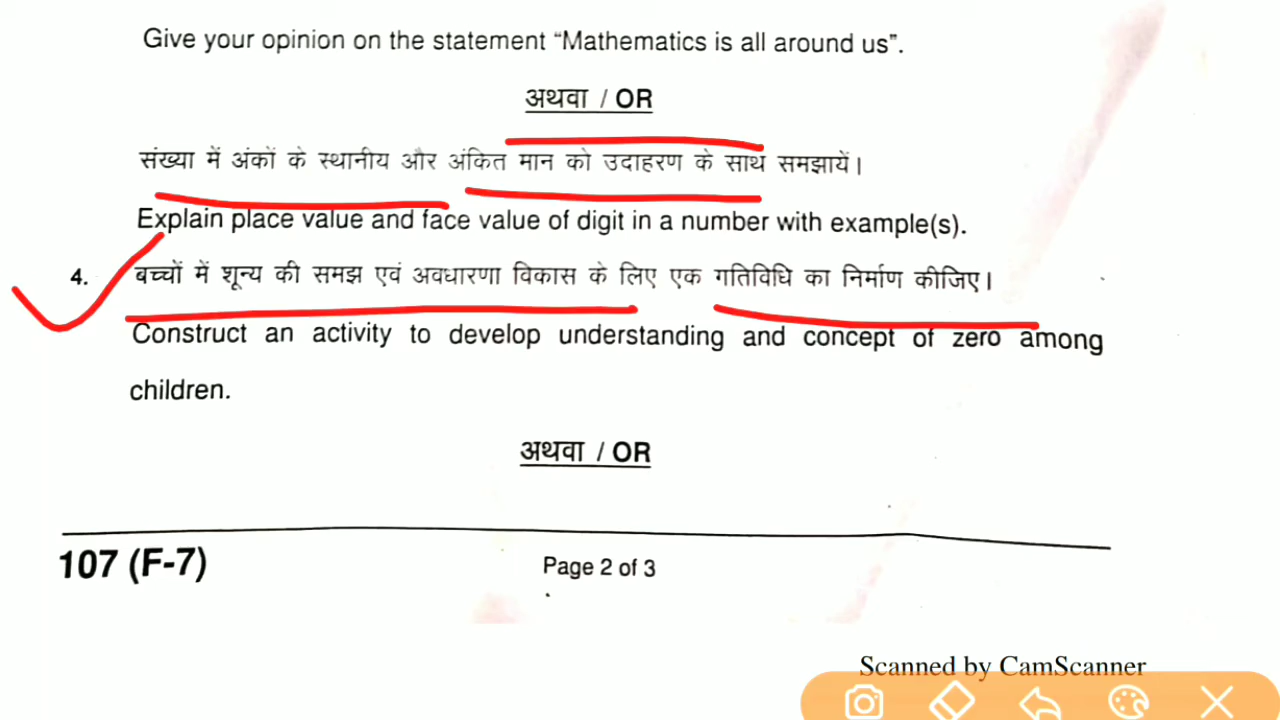 Give your opinion on the statement “Mathematics is all around us”.
अथवा / OR
संख्या में अंकों के स्थानीय और अंकित मान को उदाहरण के साथ समझायें।
Explain place value and face value of digit in a number with example(s).
4. बच्चों में शून्य की समझ एवं अवधारणा विकास के लिए एक गतिविधि का निर्माण कीजिए।
Construct an activity to develop understanding and concept of zero among
children.
अथवा / OR
107 (F-7) Page 2 of 3
Scanned by CamScanner